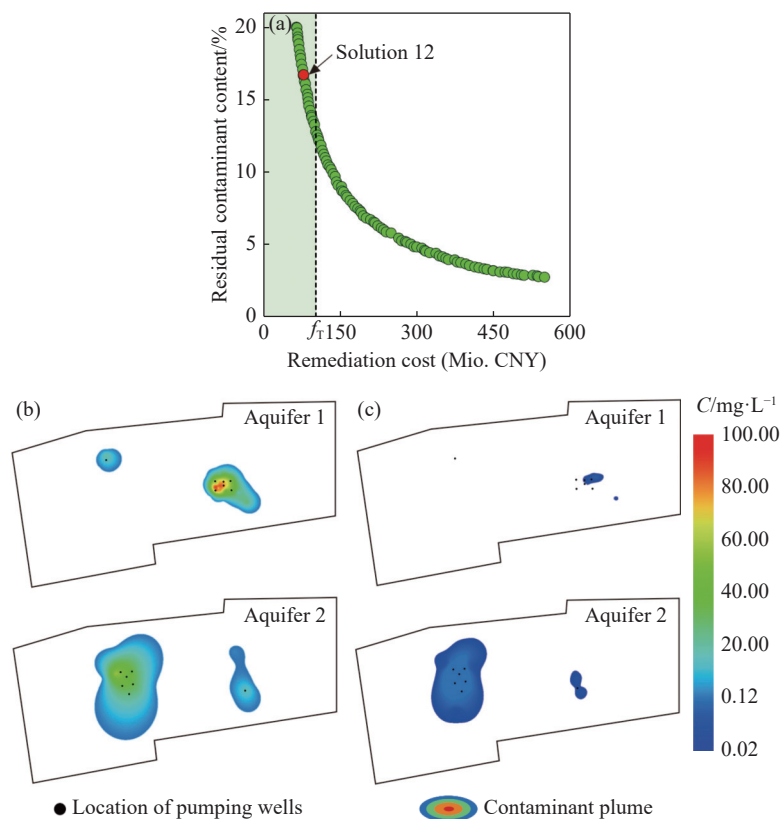 (a)
Solution 12
20
15
10
5
0
Residual contaminant content/%
0 fT 150 300 450 600
Remediation cost (Mio. CNY)
(b) Aquifer 1
(c) Aquifer 1
C/mg·L⁻¹
100.00
80.00
60.00
40.00
20.00
0.12
0.02
Aquifer 2
Aquifer 2
Location of pumping wells
Contaminant plume